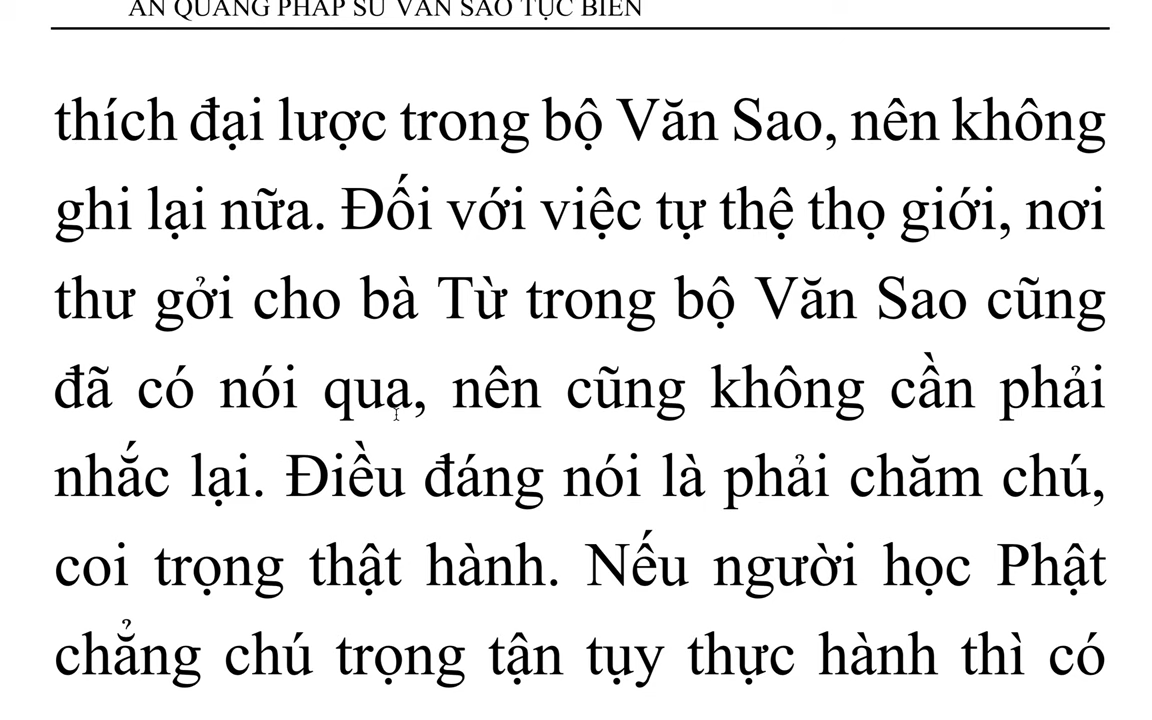 ẤN QUANG PHÁP SƯ VĂN SAO TỤC BIÊN
thích đại lược trong bộ Văn Sao, nên không
ghi lại nữa. Đối với việc tự thệ thọ giới, nơi
thư gởi cho bà Từ trong bộ Văn Sao cũng
đã có nói qua, nên cũng không cần phải
nhắc lại. Điều đáng nói là phải chăm chú,
coi trọng thật hành. Nếu người học Phật
chẳng chú trọng tận tụy thực hành thì có